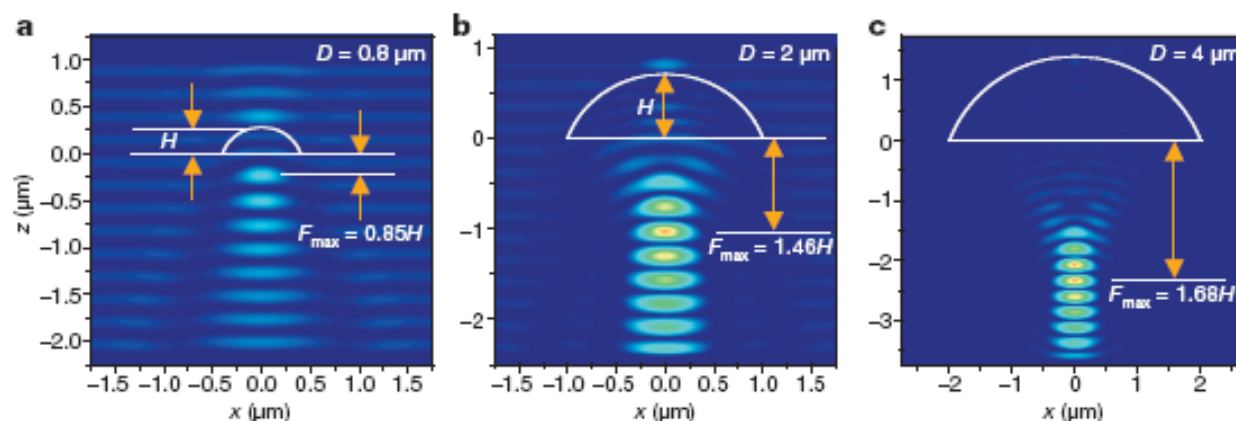 a
D = 0.8 µm
1.0
0.5
0.0
−0.5
−1.0
−1.5
−2.0
z (µm)
H
Fmax = 0.85H
−1.5 −1.0 −0.5 0.0 0.5 1.0 1.5
x (µm)
b
D = 2 µm
1
0
−1
−2
H
Fmax = 1.46H
−1.5 −1.0 −0.5 0.0 0.5 1.0 1.5
x (µm)
c
D = 4 µm
1
0
−1
−2
−3
Fmax = 1.68H
−2 −1 0 1 2
x (µm)